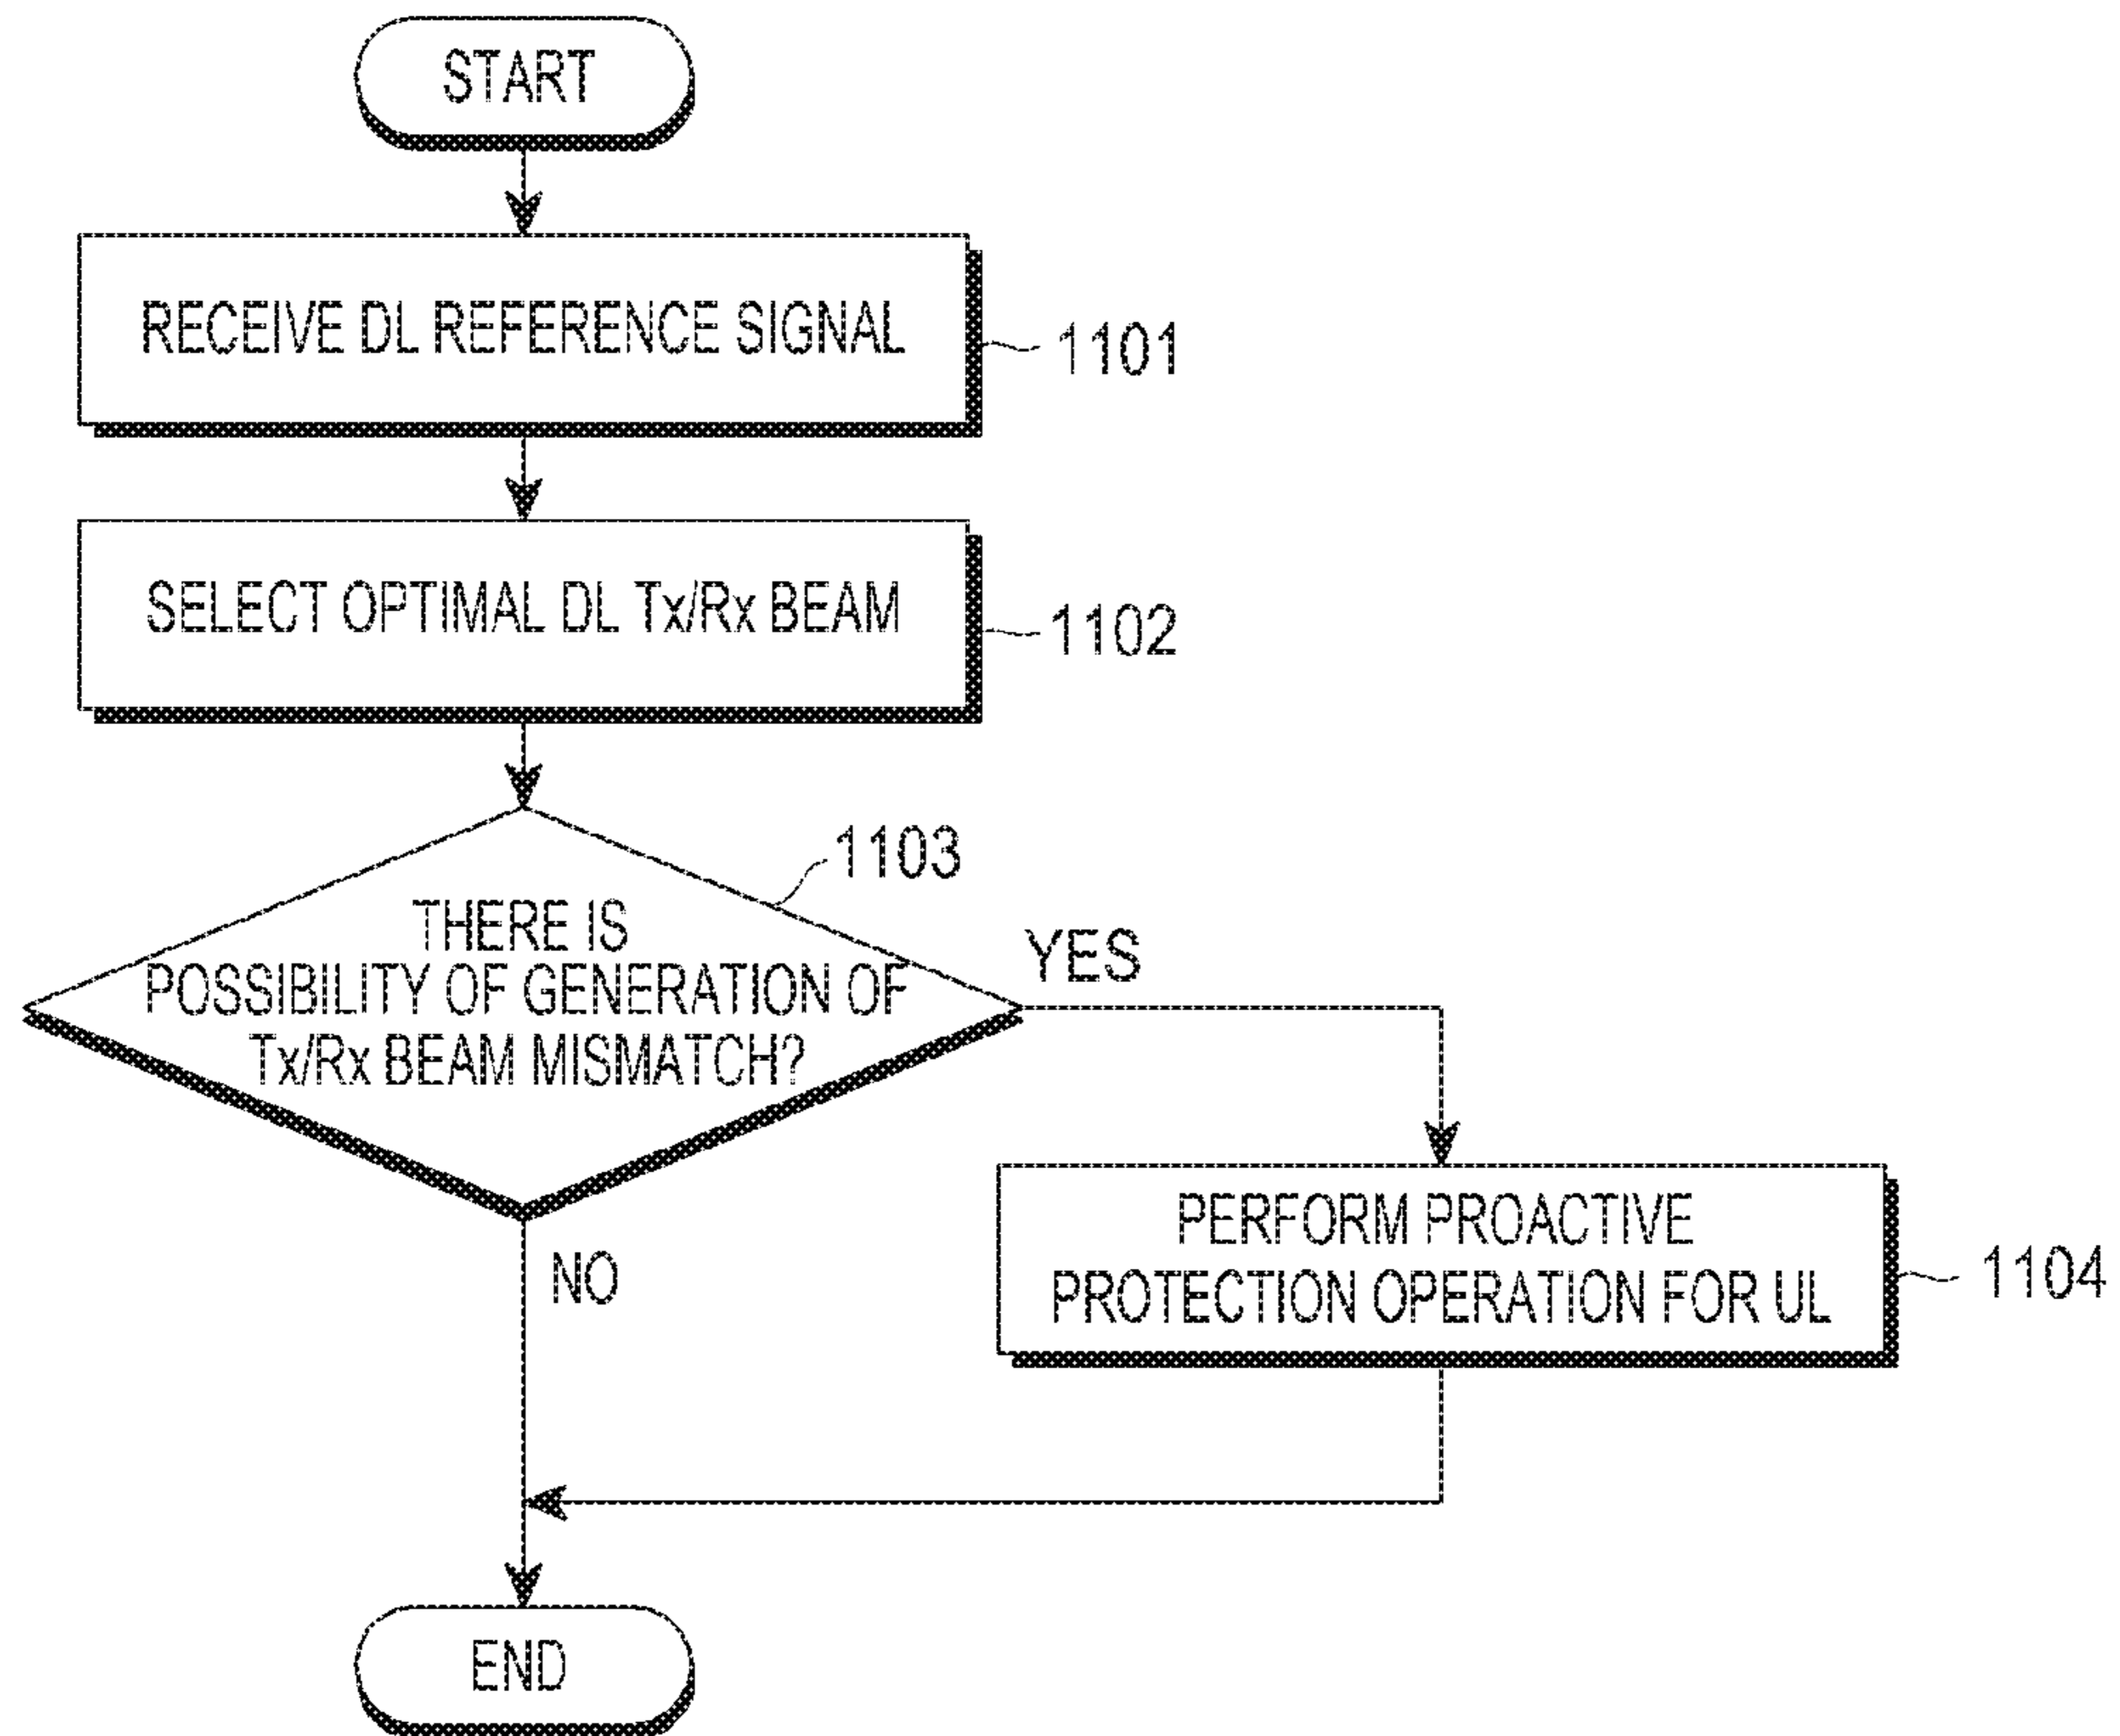 START
RECEIVE DL REFERENCE SIGNAL
1101
SELECT OPTIMAL DL Tx/Rx BEAM
1102
1103
THERE IS
POSSIBILITY OF GENERATION OF
Tx/Rx BEAM MISMATCH?
YES
NO
PERFORM PROACTIVE
PROTECTION OPERATION FOR UL
1104
END